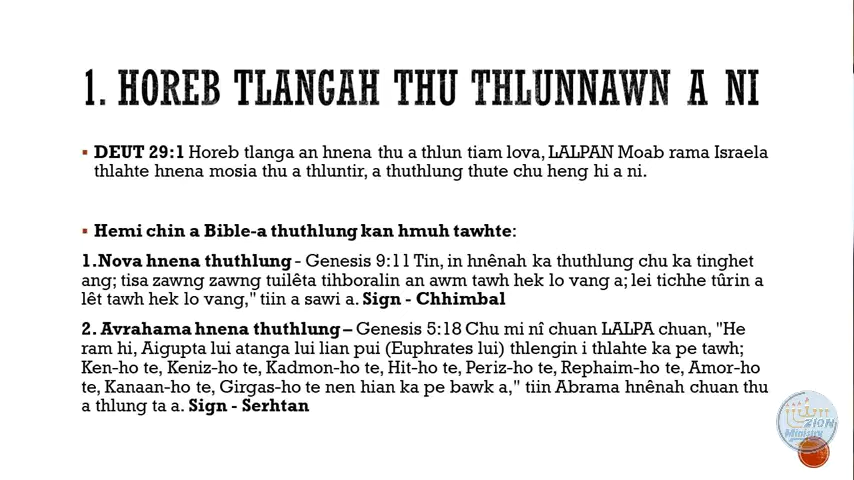 1. HOREB TLANGAH THU THLUNNAWN A NI
▪ DEUT 29:1 Horeb tlanga an hnena thu a thlun tiam lova, LALPAN Moab rama Israela
thlahte hnena mosia thu a thluntir, a thuthlung thute chu heng hi a ni.
▪ Hemi chin a Bible-a thuthlung kan hmuh tawhte:
1.Nova hnena thuthlung - Genesis 9:11 Tin, in hnênah ka thuthlung chu ka tinghet
ang; tisa zawng zawng tuilêta tihboralin an awm tawh hek lo vang a; lei tichhe tûrin a
lêt tawh hek lo vang," tiin a sawi a. Sign - Chhimbal
2. Avrahama hnena thuthlung – Genesis 5:18 Chu mi nî chuan LALPA chuan, "He
ram hi, Aigupta lui atanga lui lian pui (Euphrates lui) thlengin i thlahte ka pe tawh;
Ken-ho te, Keniz-ho te, Kadmon-ho te, Hit-ho te, Periz-ho te, Rephaim-ho te, Amor-ho
te, Kanaan-ho te, Girgas-ho te nen hian ka pe bawk a," tiin Abrama hnênah chuan thu
a thlung ta a. Sign - Serhtan
ZION
Ministry